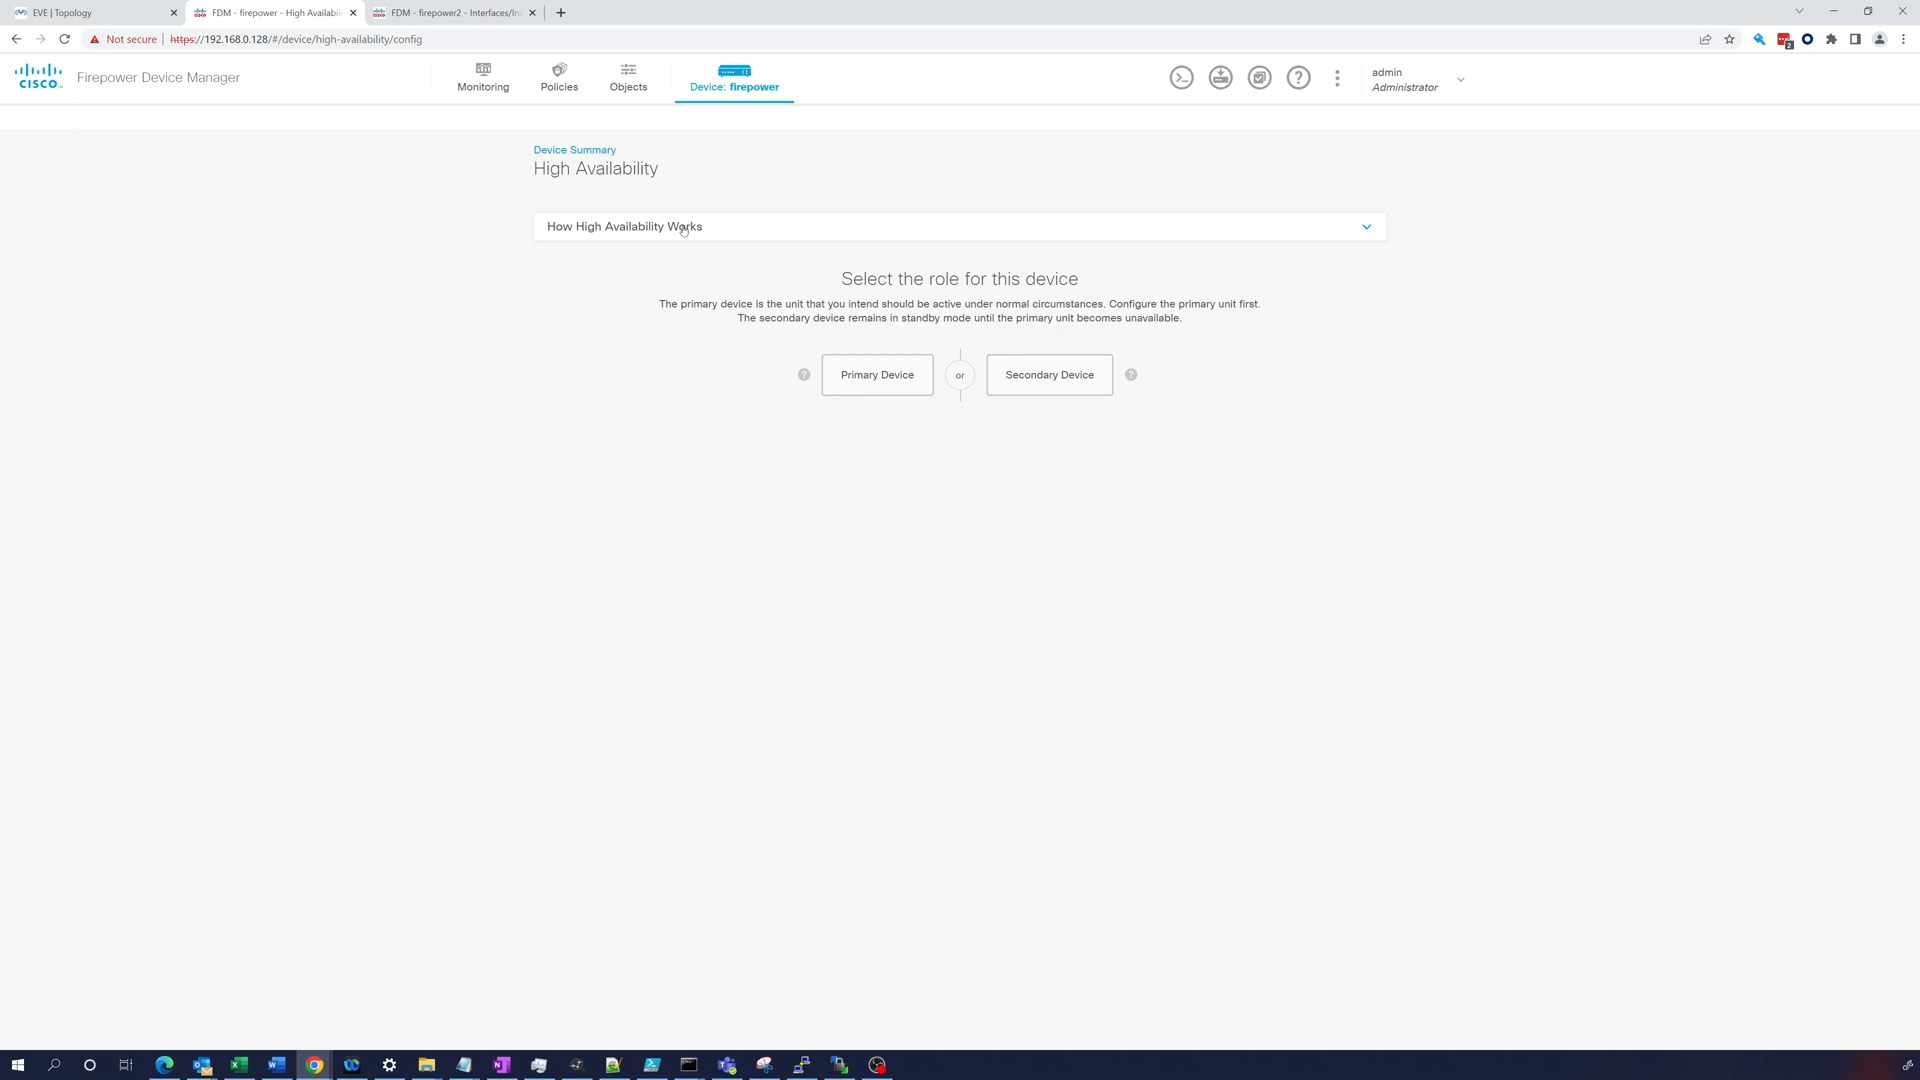 EVE | Topology
FDM - firepower - High Availabil
FDM - firepower2 - Interfaces/In
Not secure
https://192.168.0.128/#/device/high-availability/config
CISCO
Firepower Device Manager
Monitoring
Policies
Objects
Device: firepower
admin
Administrator
Device Summary
High Availability
How High Availability Works
Select the role for this device
The primary device is the unit that you intend should be active under normal circumstances. Configure the primary unit first.
The secondary device remains in standby mode until the primary unit becomes unavailable.
Primary Device
or
Secondary Device